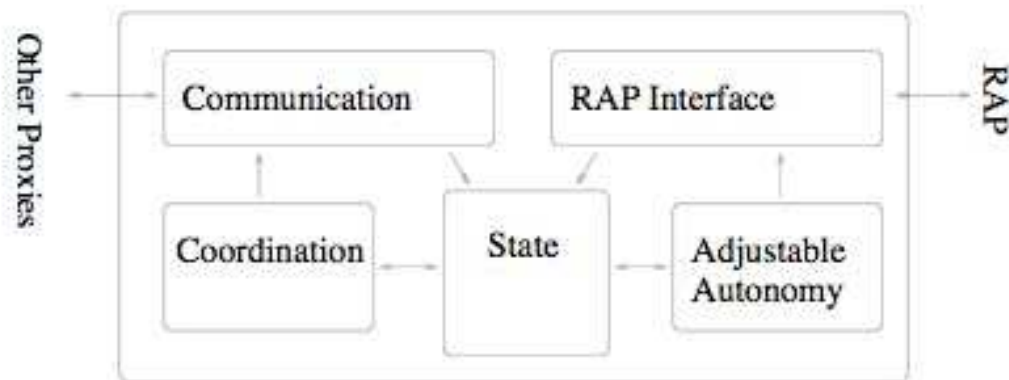 Other Proxies
Communication
RAP Interface
RAP
Coordination
State
Adjustable
Autonomy